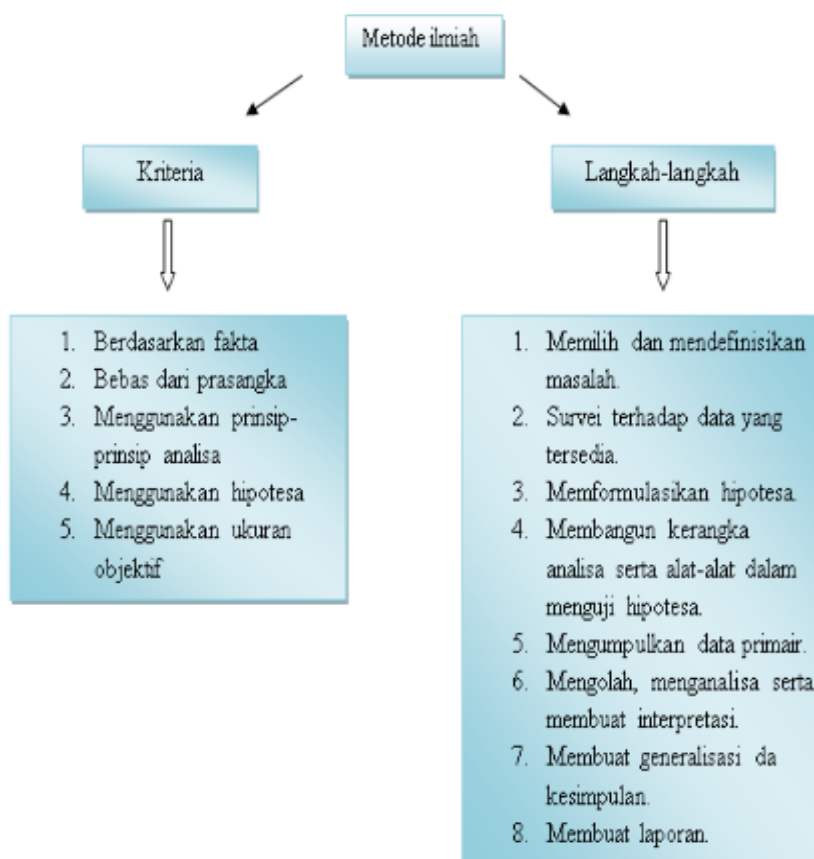 Metode ilmiah
Kriteria
Langkah-langkah
1. Berdasarkan fakta
2. Bebas dari prasangka
3. Menggunakan prinsip-
prinsip analisa
4. Menggunakan hipotesa
5. Menggunakan ukuran
objektif
1. Memilih dan mendefinisikan
masalah.
2. Survei terhadap data yang
tersedia.
3. Memformulasikan hipotesa.
4. Membangun kerangka
analisa serta alat-alat dalam
menguji hipotesa.
5. Mengumpulkan data primair.
6. Mengolah, menganalisa serta
membuat interpretasi.
7. Membuat generalisasi da
kesimpulan.
8. Membuat laporan.